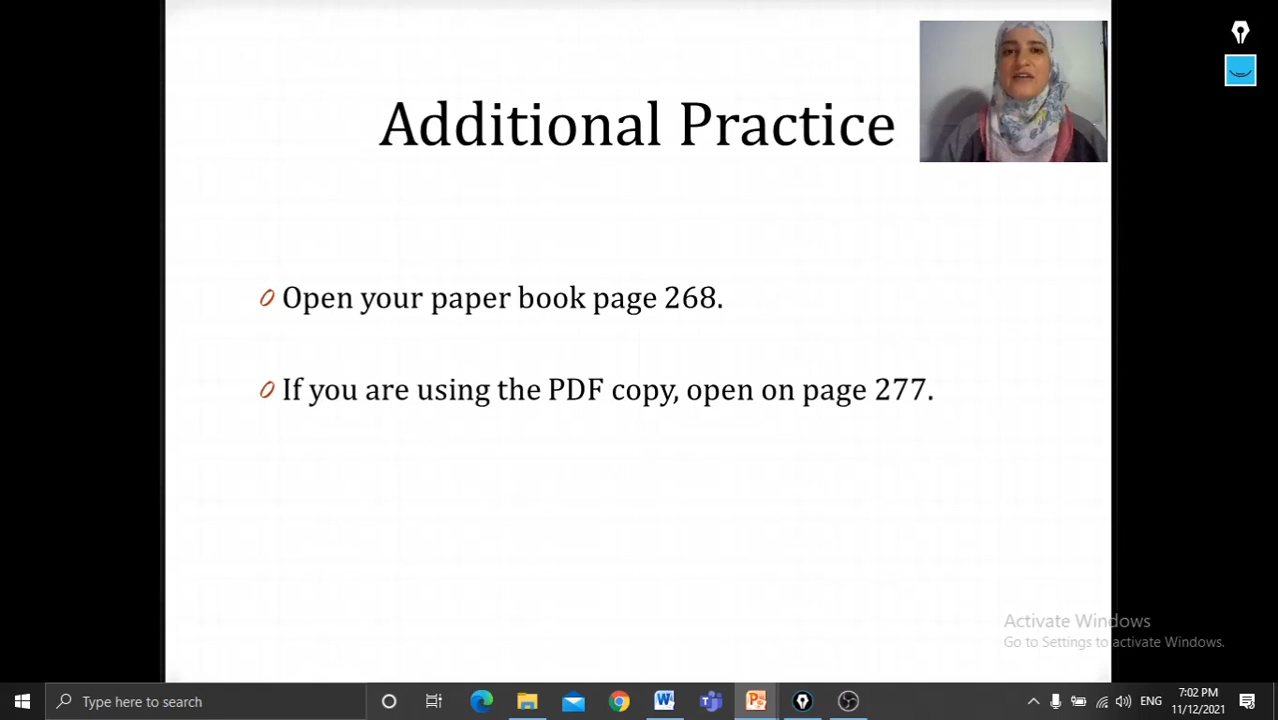 Additional Practice
Open your paper book page 268.
If you are using the PDF copy, open on page 277.
Activate Windows
Go to Settings to activate Windows.
Type here to search
ENG
7:02 PM
11/12/2021